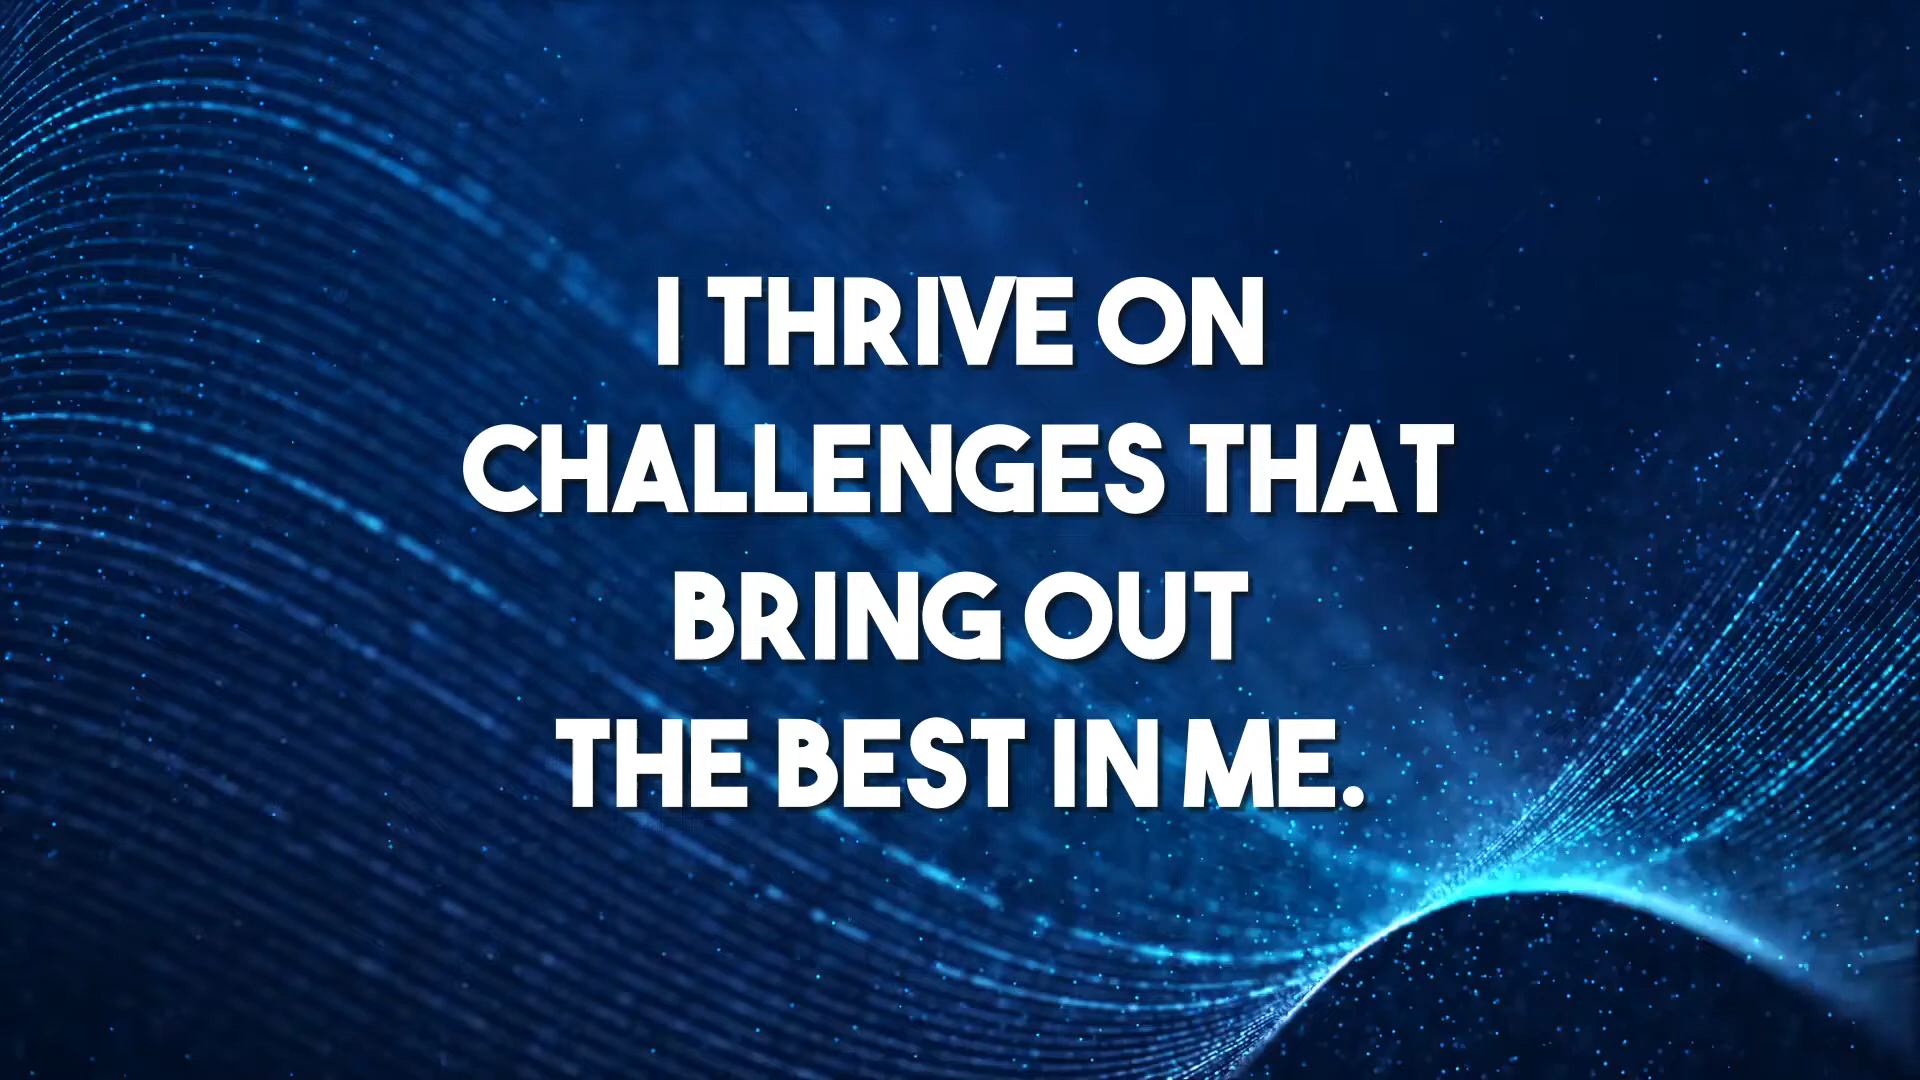 I THRIVE ON
CHALLENGES THAT
BRING OUT
THE BEST IN ME.